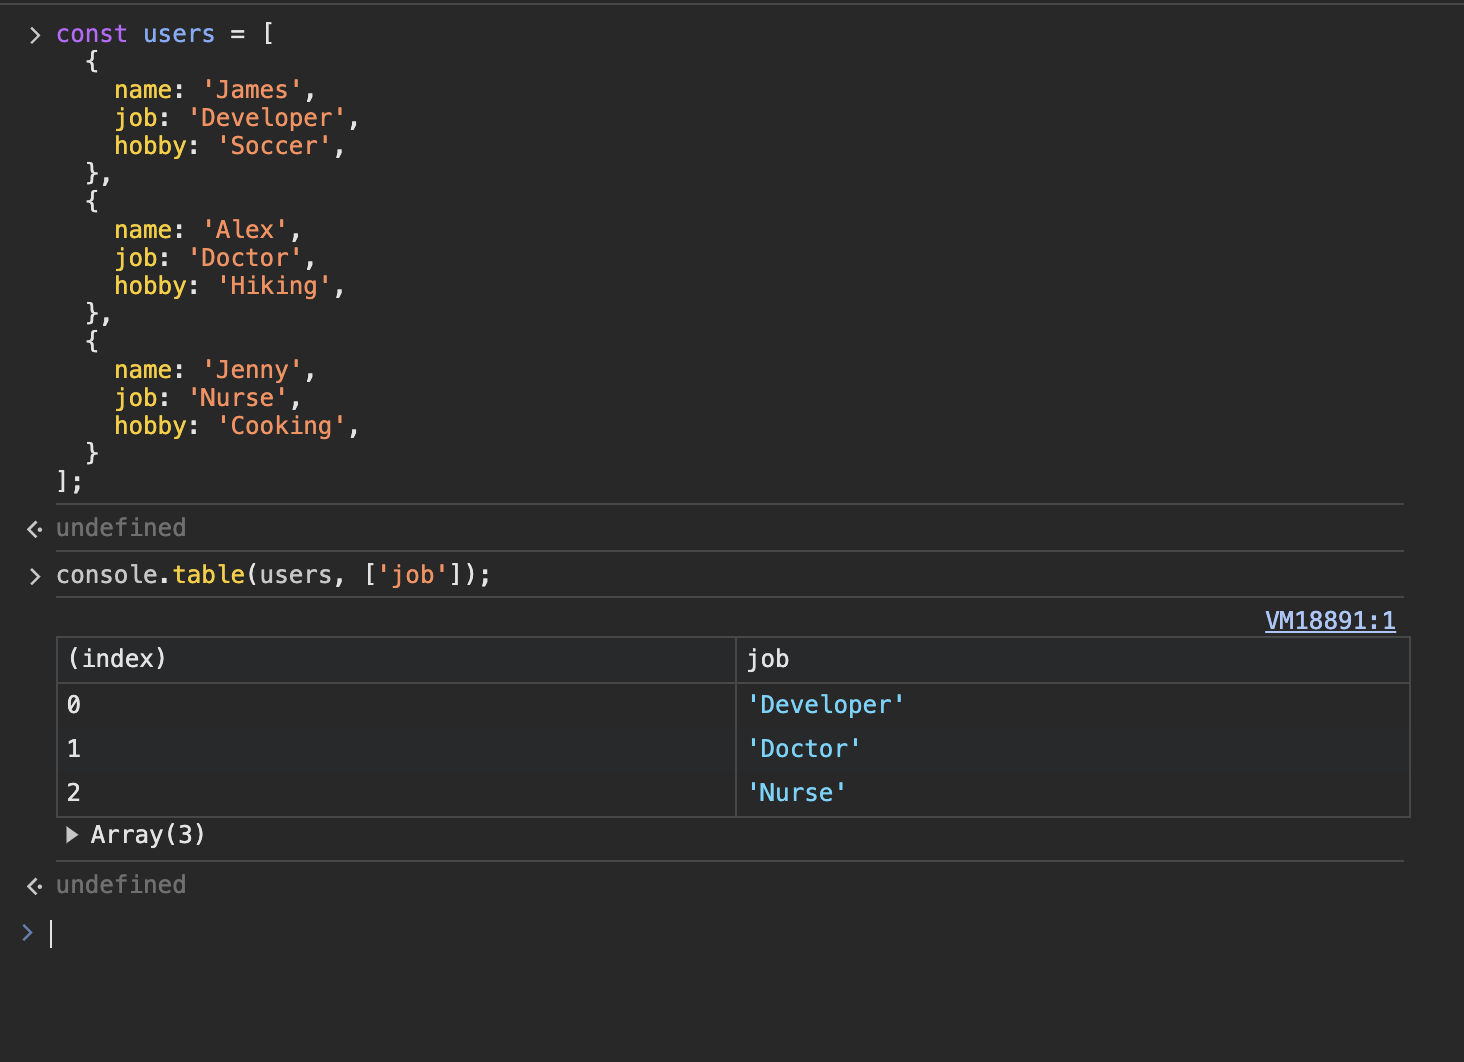 const users = [
  {
    name: 'James',
    job: 'Developer',
    hobby: 'Soccer',
  },
  {
    name: 'Alex',
    job: 'Doctor',
    hobby: 'Hiking',
  },
  {
    name: 'Jenny',
    job: 'Nurse',
    hobby: 'Cooking',
  }
];
undefined
console.table(users, ['job']);
VM18891:1
(index) job
0 'Developer'
1 'Doctor'
2 'Nurse'
Array(3)
undefined